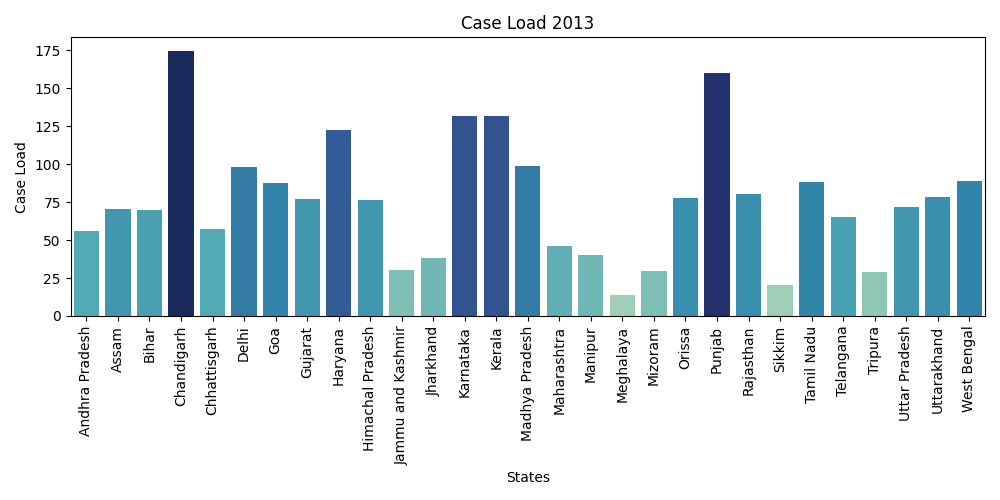 Case Load 2013
Case Load
175
150
125
100
75
50
25
0
Andhra Pradesh
Assam
Bihar
Chandigarh
Chhattisgarh
Delhi
Goa
Gujarat
Haryana
Himachal Pradesh
Jammu and Kashmir
Jharkhand
Karnataka
Kerala
Madhya Pradesh
Maharashtra
Manipur
Meghalaya
Mizoram
Orissa
Punjab
Rajasthan
Sikkim
Tamil Nadu
Telangana
Tripura
Uttar Pradesh
Uttarakhand
West Bengal
States